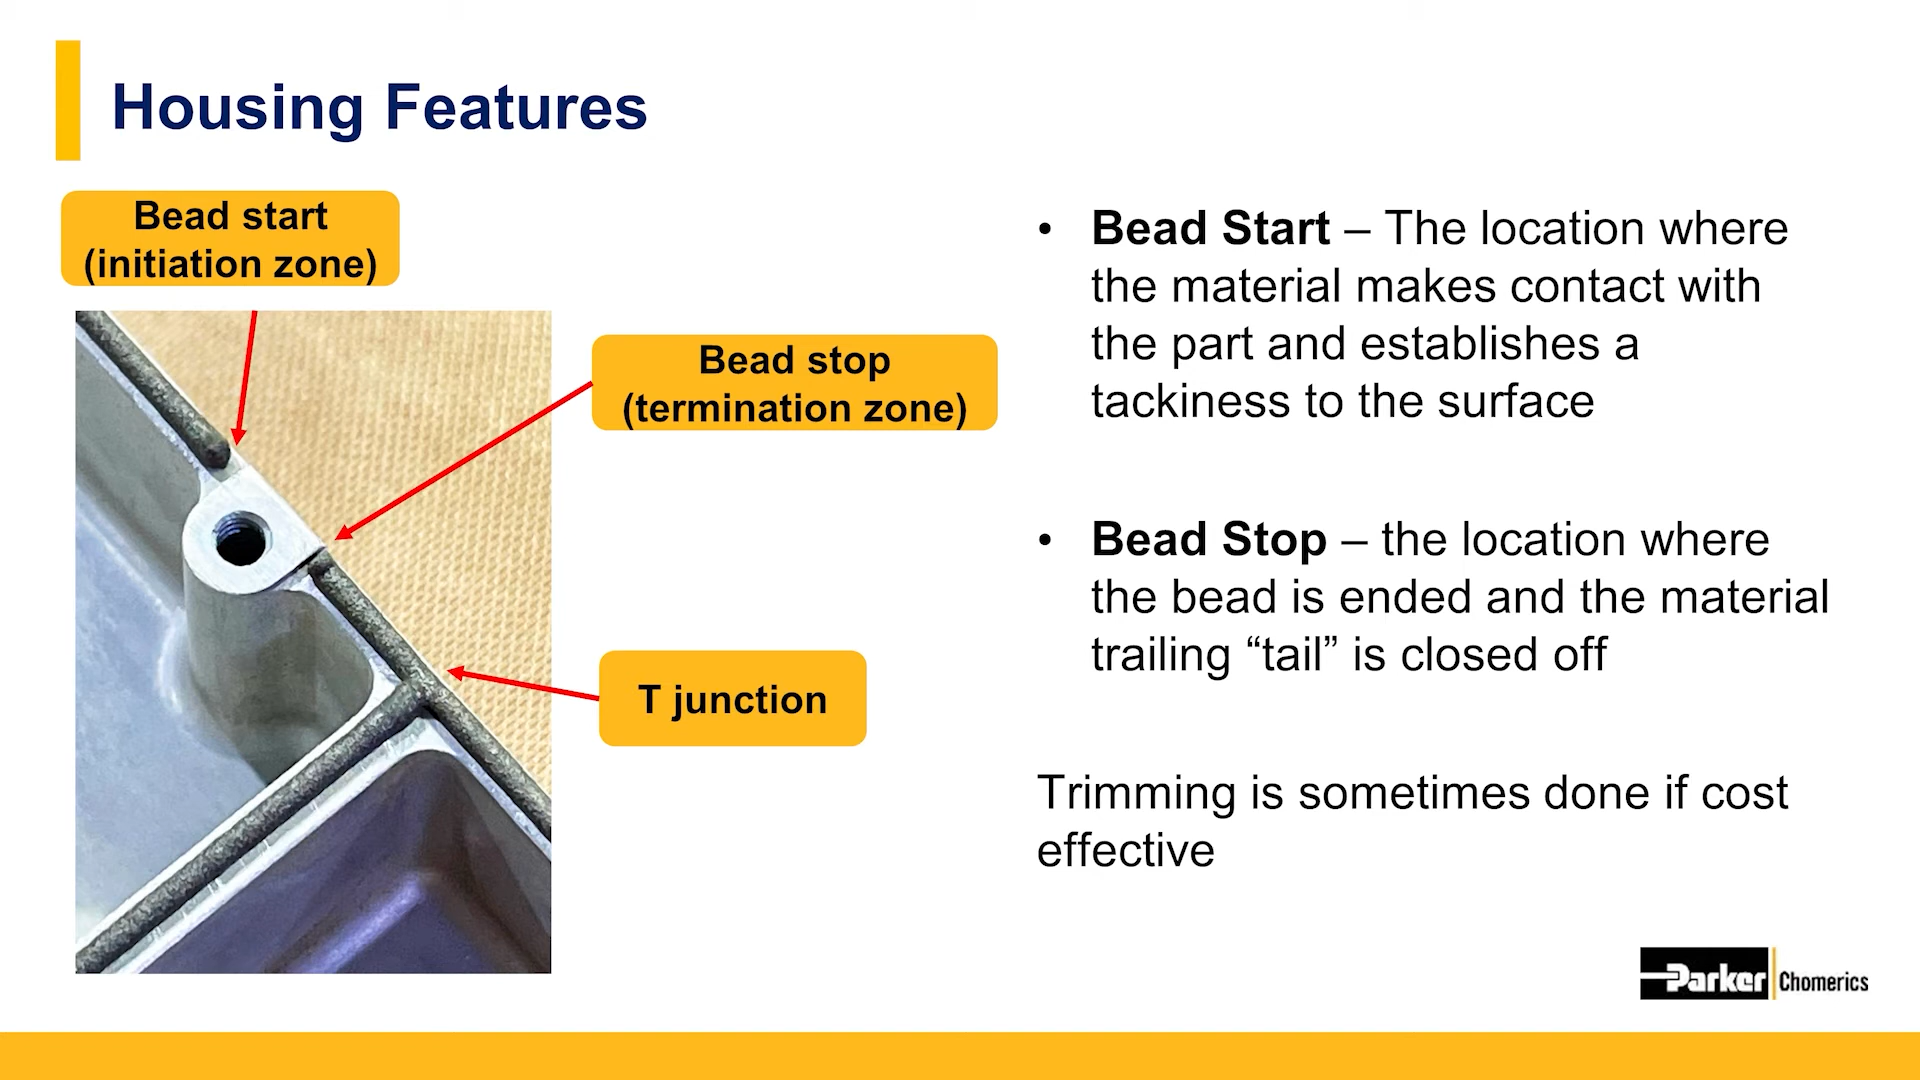 Housing Features
Bead start
(initiation zone)
Bead stop
(termination zone)
T junction
• Bead Start – The location where
the material makes contact with
the part and establishes a
tackiness to the surface
• Bead Stop – the location where
the bead is ended and the material
trailing “tail” is closed off
Trimming is sometimes done if cost
effective
Parker Chomerics